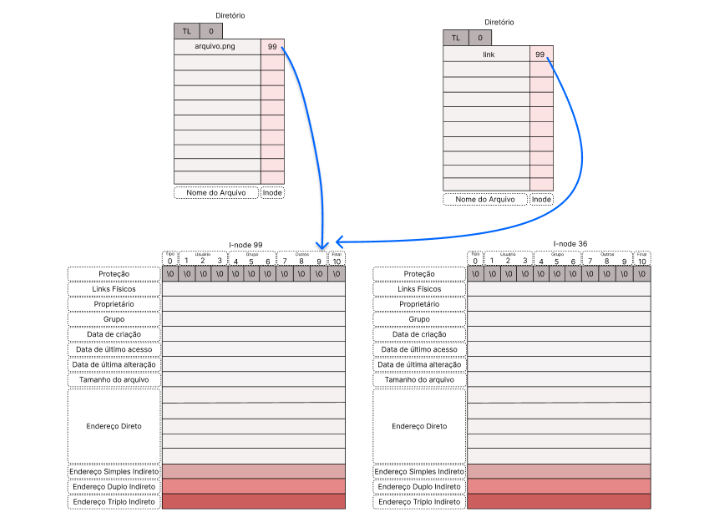 Diretório
TL 0
arquivo.png 99
Nome do Arquivo Inode
Diretório
TL 0
link 99
Nome do Arquivo Inode
I-node 99
Tipo Usuário Grupo Outros Final
0 1 2 3 4 5 6 7 8 9 10
Proteção \0 \0 \0 \0 \0 \0 \0 \0 \0 \0 \0
Links Físicos
Proprietário
Grupo
Data de criação
Data de último acesso
Data de última alteração
Tamanho do arquivo
Endereço Direto
Endereço Simples Indireto
Endereço Duplo Indireto
Endereço Triplo Indireto
I-node 36
Tipo Usuário Grupo Outros Final
0 1 2 3 4 5 6 7 8 9 10
Proteção \0 \0 \0 \0 \0 \0 \0 \0 \0 \0 \0
Links Físicos
Proprietário
Grupo
Data de criação
Data de último acesso
Data de última alteração
Tamanho do arquivo
Endereço Direto
Endereço Simples Indireto
Endereço Duplo Indireto
Endereço Triplo Indireto